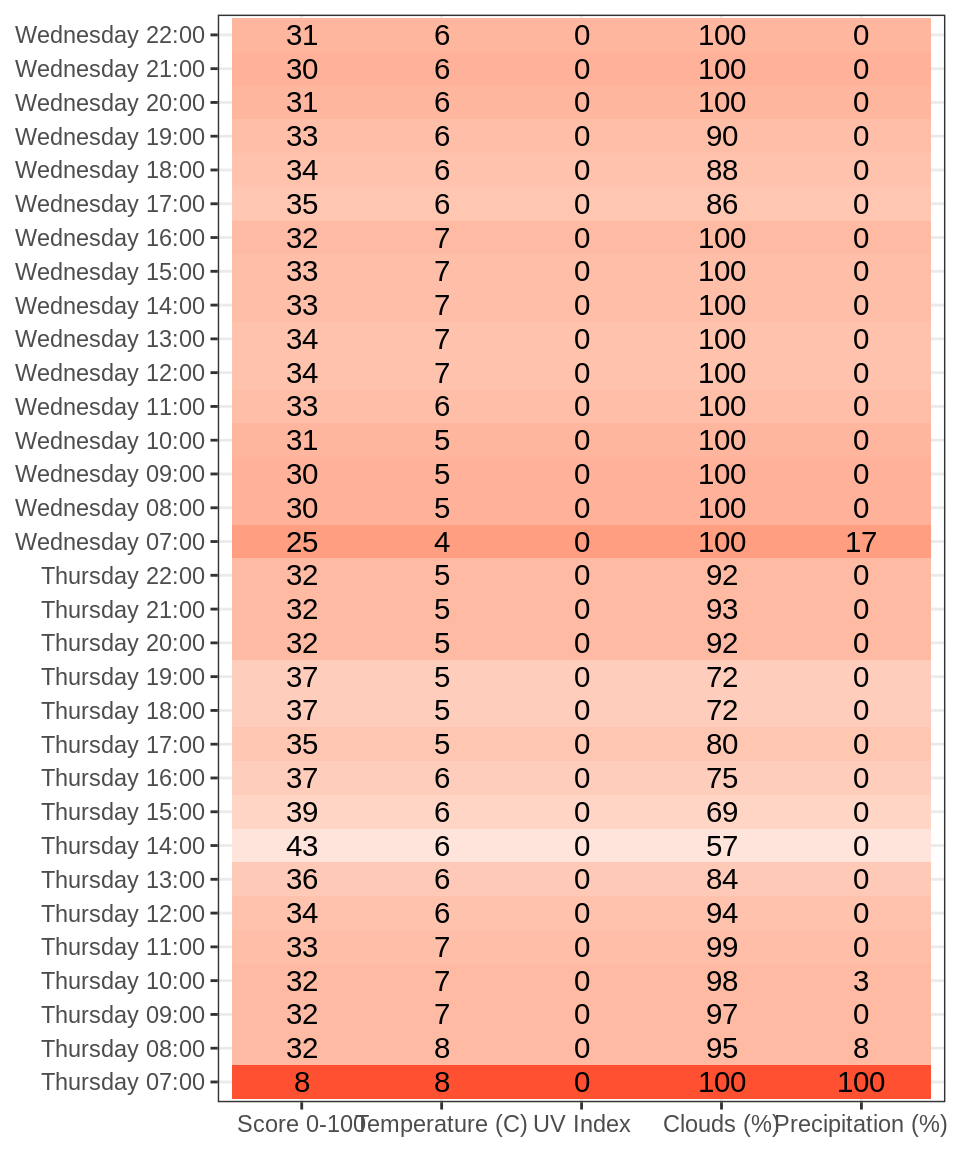 Wednesday 22:00 31 6 0 100 0
Wednesday 21:00 30 6 0 100 0
Wednesday 20:00 31 6 0 100 0
Wednesday 19:00 33 6 0 90 0
Wednesday 18:00 34 6 0 88 0
Wednesday 17:00 35 6 0 86 0
Wednesday 16:00 32 7 0 100 0
Wednesday 15:00 33 7 0 100 0
Wednesday 14:00 33 7 0 100 0
Wednesday 13:00 34 7 0 100 0
Wednesday 12:00 34 7 0 100 0
Wednesday 11:00 33 6 0 100 0
Wednesday 10:00 31 5 0 100 0
Wednesday 09:00 30 5 0 100 0
Wednesday 08:00 30 5 0 100 0
Wednesday 07:00 25 4 0 100 17
Thursday 22:00 32 5 0 92 0
Thursday 21:00 32 5 0 93 0
Thursday 20:00 32 5 0 92 0
Thursday 19:00 37 5 0 72 0
Thursday 18:00 37 5 0 72 0
Thursday 17:00 35 5 0 80 0
Thursday 16:00 37 6 0 75 0
Thursday 15:00 39 6 0 69 0
Thursday 14:00 43 6 0 57 0
Thursday 13:00 36 6 0 84 0
Thursday 12:00 34 6 0 94 0
Thursday 11:00 33 7 0 99 0
Thursday 10:00 32 7 0 98 3
Thursday 09:00 32 7 0 97 0
Thursday 08:00 32 8 0 95 8
Thursday 07:00 8 8 0 100 100
Score 0-100 Temperature (C) UV Index Clouds (%) Precipitation (%)